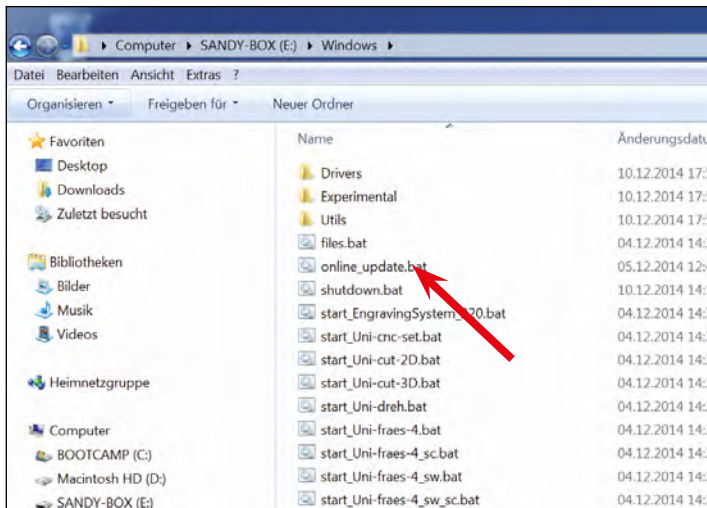 Computer ▸ SANDY-BOX (E:) ▸ Windows ▸
Datei Bearbeiten Ansicht Extras ?
Organisieren Freigeben für Neuer Ordner
Favoriten
Desktop
Downloads
Zuletzt besucht
Bibliotheken
Bilder
Musik
Videos
Heimnetzgruppe
Computer
BOOTCAMP (C:)
Macintosh HD (D:)
SANDY-BOX (E:)
Name Änderungsdatu
Drivers 10.12.2014 17:
Experimental 10.12.2014 17:
Utils 10.12.2014 17:
files.bat 04.12.2014 14:
online_update.bat 05.12.2014 12:
shutdown.bat 10.12.2014 14:
start_EngravingSystem_ 20.bat 04.12.2014 14:
start_Uni-cnc-set.bat 04.12.2014 14:
start_Uni-cut-2D.bat 04.12.2014 14:
start_Uni-cut-3D.bat 04.12.2014 14:
start_Uni-dreh.bat 04.12.2014 14:
start_Uni-fraes-4.bat 04.12.2014 14:
start_Uni-fraes-4_sc.bat 04.12.2014 14:
start_Uni-fraes-4_sw.bat 04.12.2014 14:
start_Uni-fraes-4_sw_sc.bat 04.12.2014 14: